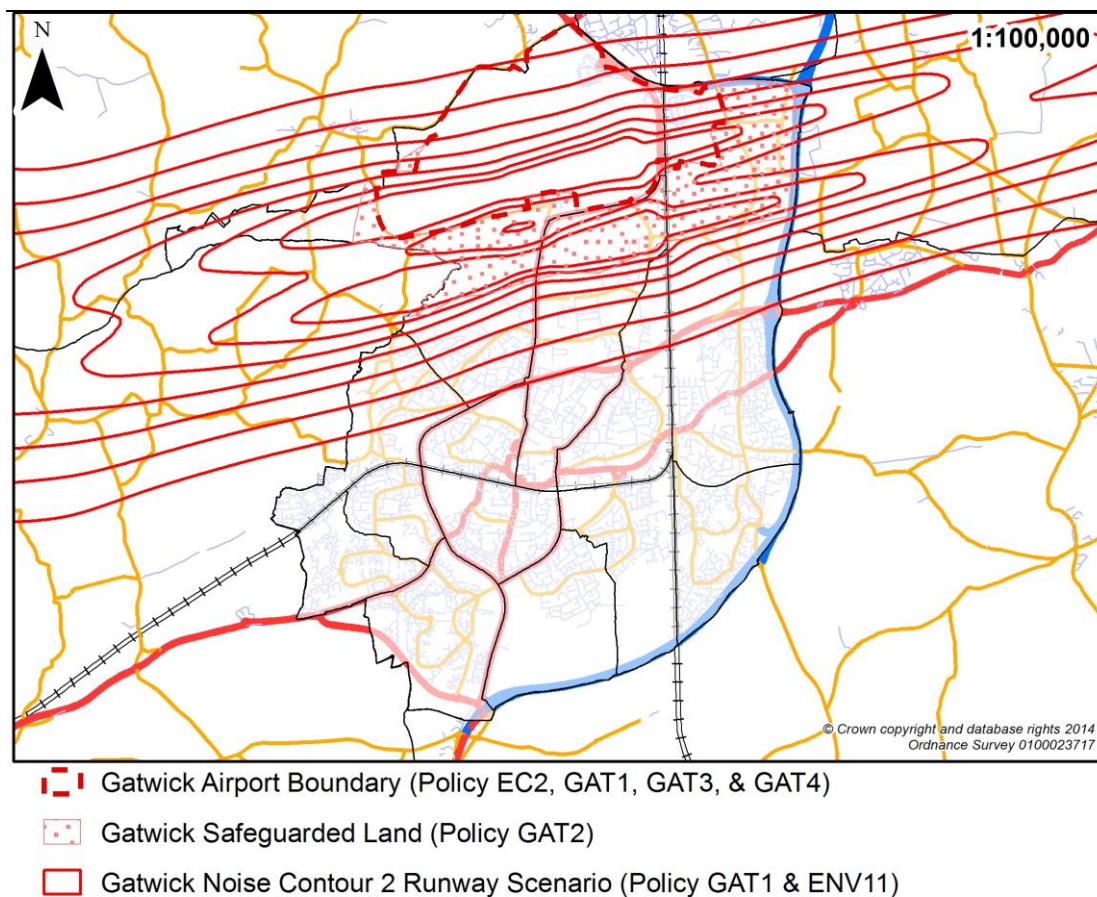 N
1:100,000
© Crown copyright and database rights 2014
Ordnance Survey 0100023717
Gatwick Airport Boundary (Policy EC2, GAT1, GAT3, & GAT4)
Gatwick Safeguarded Land (Policy GAT2)
Gatwick Noise Contour 2 Runway Scenario (Policy GAT1 & ENV11)